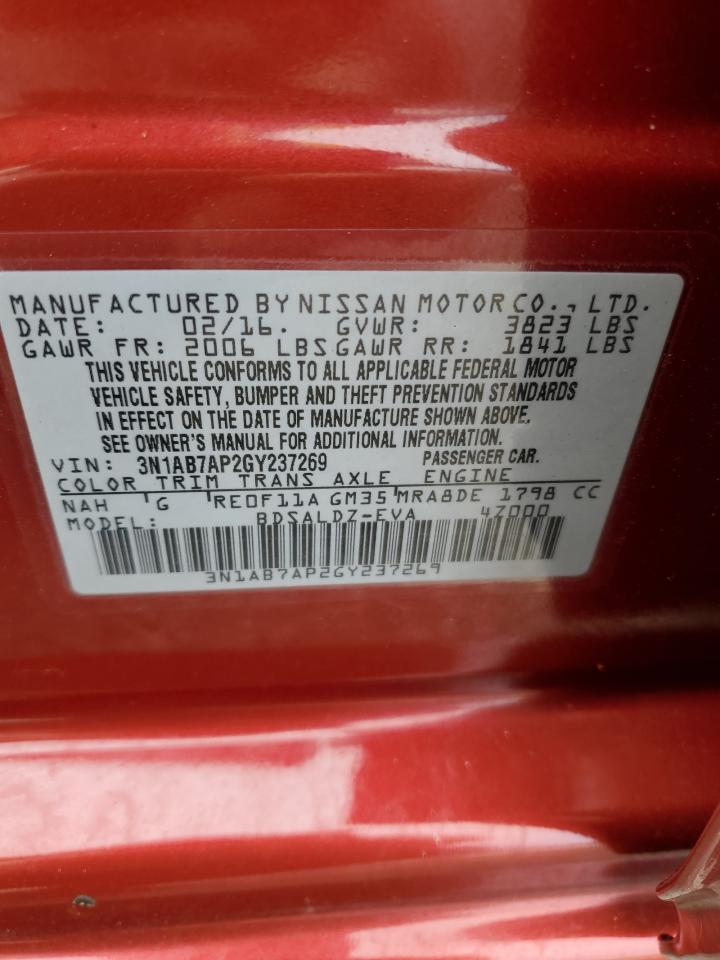 MANUFACTURED BY NISSAN MOTOR CO., LTD.
DATE: 02/16. GVWR: 3823 LBS
GAWR FR: 2006 LBS GAWR RR: 1841 LBS
THIS VEHICLE CONFORMS TO ALL APPLICABLE FEDERAL MOTOR
VEHICLE SAFETY, BUMPER AND THEFT PREVENTION STANDARDS
IN EFFECT ON THE DATE OF MANUFACTURE SHOWN ABOVE.
SEE OWNER'S MANUAL FOR ADDITIONAL INFORMATION.
VIN: 3N1AB7AP2GY237269 PASSENGER CAR.
COLOR TRIM TRANS AXLE ENGINE
NAH G RE0F11A GM35 MRA8DE 1798 CC
MODEL: BDSALDZ-EVA 4Z000
3N1AB7AP2GY237269